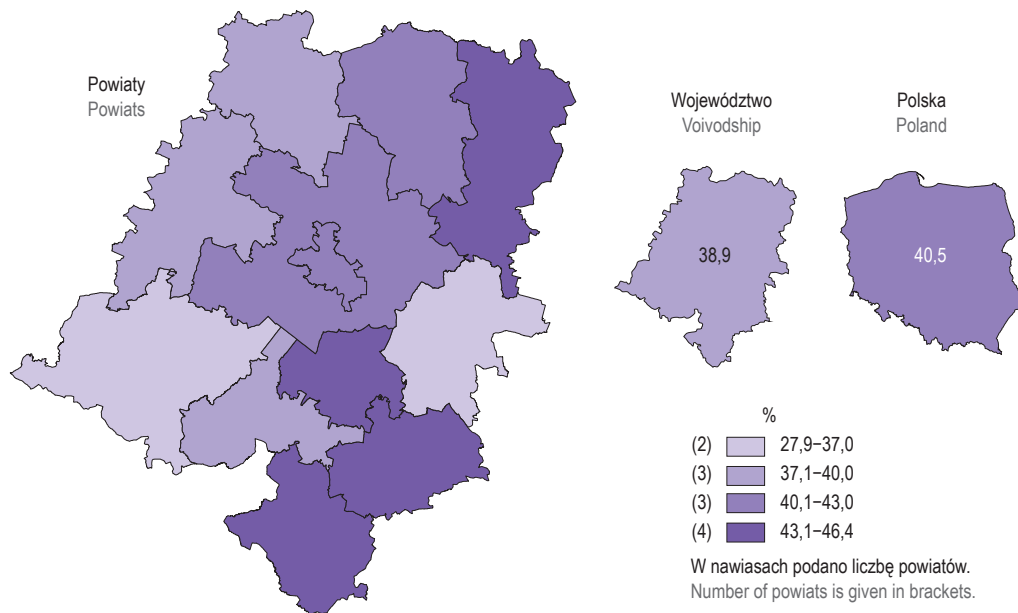 Powiaty
Powiats
Województwo
Voivodship
Polska
Poland
38,9
40,5
%
(2) 27,9–37,0
(3) 37,1–40,0
(3) 40,1–43,0
(4) 43,1–46,4
W nawiasach podano liczbę powiatów.
Number of powiats is given in brackets.